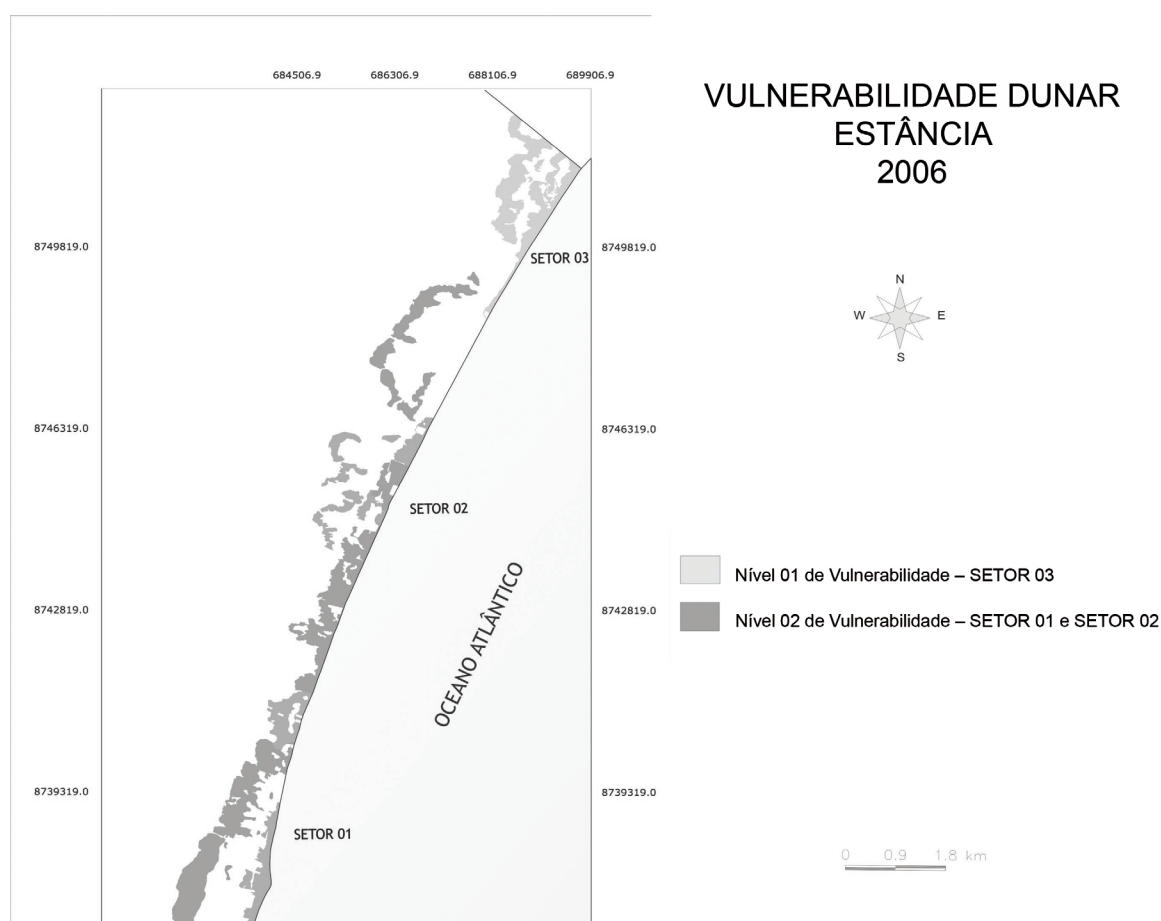 684506.9 686306.9 688106.9 689906.9
VULNERABILIDADE DUNAR
ESTÂNCIA
2006
8749819.0 8749819.0
SETOR 03
N
W E
S
8746319.0 8746319.0
SETOR 02
OCEANO ATLÂNTICO
Nível 01 de Vulnerabilidade – SETOR 03
8742819.0 8742819.0
Nível 02 de Vulnerabilidade – SETOR 01 e SETOR 02
8739319.0 8739319.0
SETOR 01
0 0.9 1.8 km